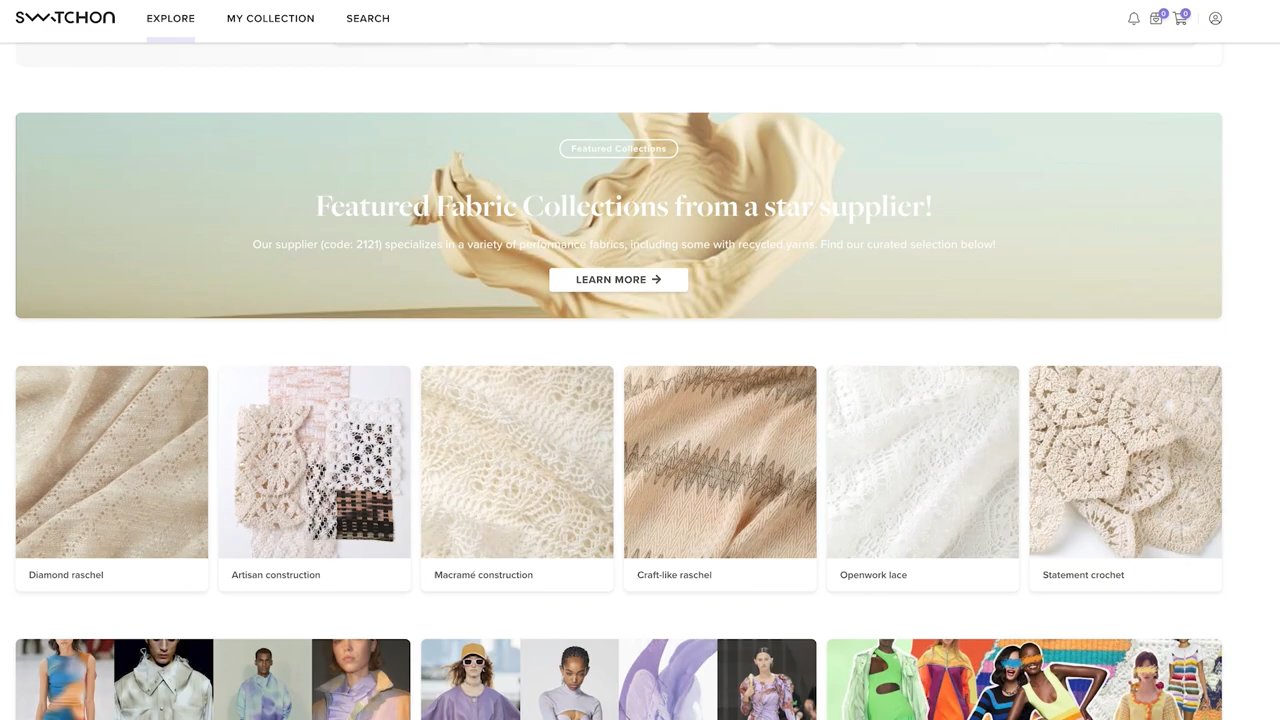 SWATCHON
EXPLORE
MY COLLECTION
SEARCH
0
0
Featured Collections
Featured Fabric Collections from a star supplier!
Our supplier (code: 2121) specializes in a variety of performance fabrics, including some with recycled yarns. Find our curated selection below!
LEARN MORE →
Diamond raschel
Artisan construction
Macramé construction
Craft-like raschel
Openwork lace
Statement crochet